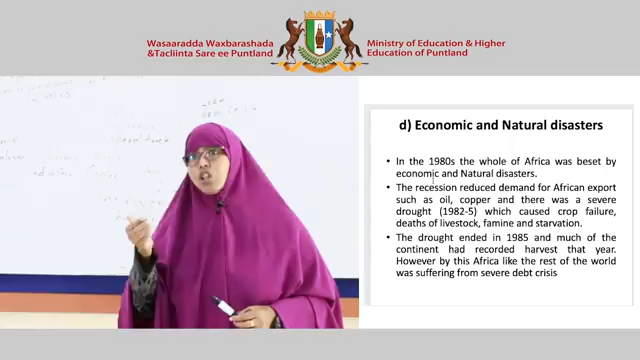 Wasaaradda Waxbarashada
&Tacliinta Sare ee Puntland
Ministry of Education & Higher
Education of Puntland
d) Economic and Natural disasters
• In the 1980s the whole of Africa was beset by
economic and Natural disasters.
• The recession reduced demand for African export
such as oil, copper and there was a severe
drought (1982-5) which caused crop failure,
deaths of livestock, famine and starvation.
• The drought ended in 1985 and much of the
continent had recorded harvest that year.
However by this Africa like the rest of the world
was suffering from severe debt crisis